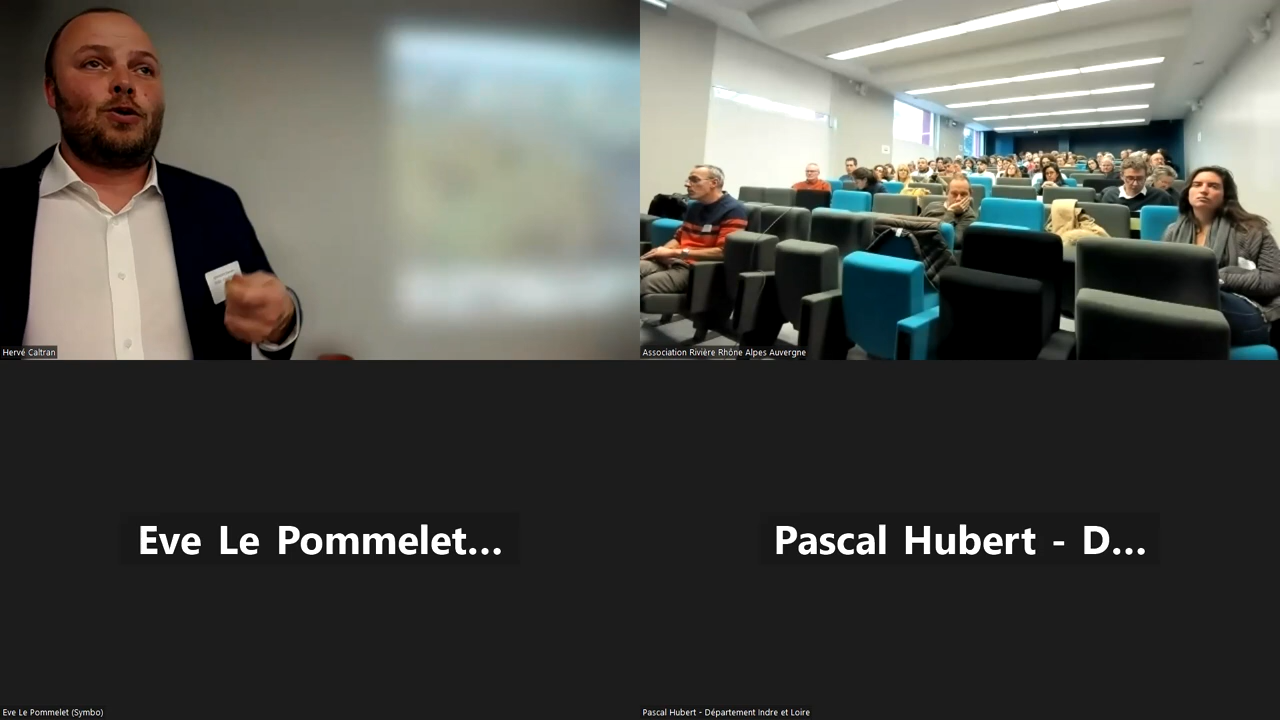 Hervé Caltran
Association Rivière Rhône Alpes Auvergne
Eve Le Pommelet...
Pascal Hubert - D...
Eve Le Pommelet (Symbo)
Pascal Hubert - Département Indre et Loire